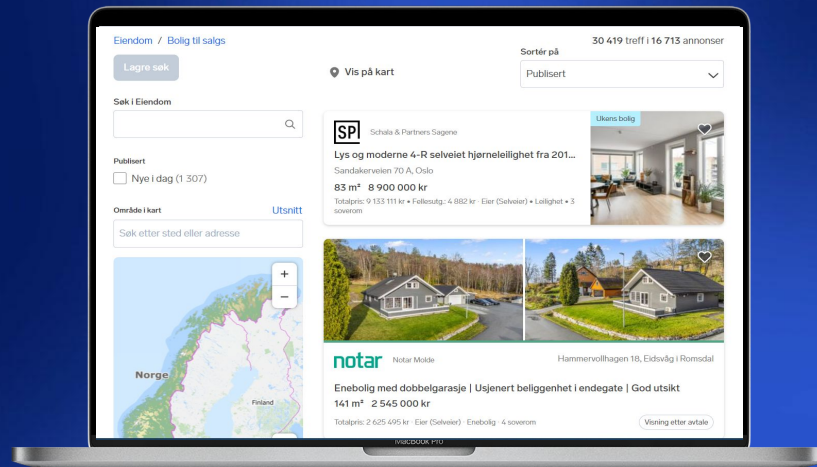 Eiendom / Bolig til salgs
30 419 treff i 16 713 annonser
Lagre søk
Vis på kart
Sortér på
Publisert
Søk i Eiendom
Publisert
Nye i dag (1 307)
Område i kart
Utsnitt
Søk etter sted eller adresse
+
−
Norge
Finland
Ukens bolig
SP
Schala & Partners Sagene
Lys og moderne 4-R selveiet hjørneleilighet fra 201...
Sandakerveien 70 A, Oslo
83 m² 8 900 000 kr
Totalpris: 9 133 111 kr • Fellesutg.: 4 882 kr · Eier (Selveier) • Leilighet • 3
soverom
notar
Notar Molde
Hammervollhagen 18, Eidsvåg i Romsdal
Enebolig med dobbelgarasje | Usjenert beliggenhet i endegate | God utsikt
141 m² 2 545 000 kr
Totalpris: 2 625 495 kr · Eier (Selveier) · Enebolig · 4 soverom
Visning etter avtale
MacBook Pro